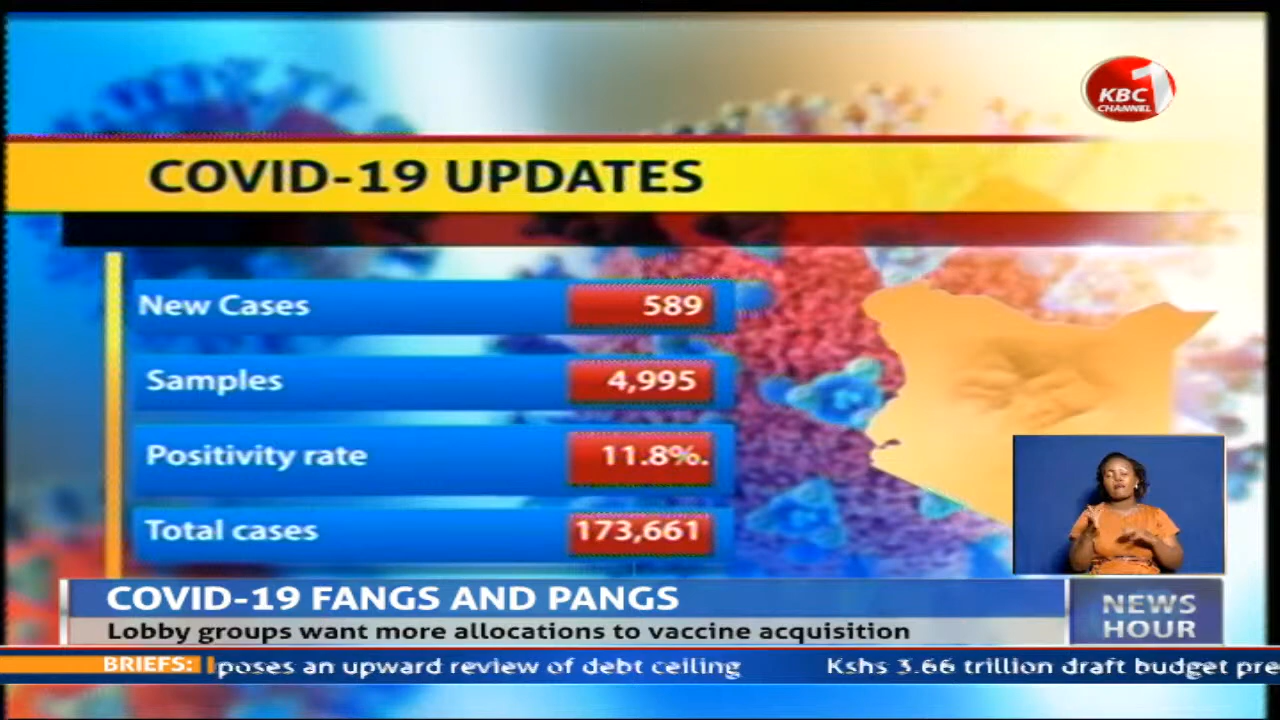 KBC 1
CHANNEL
COVID-19 UPDATES
New Cases 589
Samples 4,995
Positivity rate 11.8%.
Total cases 173,661
COVID-19 FANGS AND PANGS
Lobby groups want more allocations to vaccine acquisition
NEWS
HOUR
BRIEFS: poses an upward review of debt ceiling Kshs 3.66 trillion draft budget pre